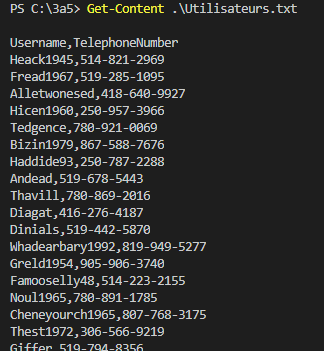 PS C:\3a5> Get-Content .\Utilisateurs.txt
Username,TelephoneNumber
Heack1945,514-821-2969
Fread1967,519-285-1095
Alletwonesed,418-640-9927
Hicen1960,250-957-3966
Tedgence,780-921-0069
Bizin1979,867-588-7676
Haddide93,250-787-2288
Andead,519-678-5443
Thavill,780-869-2016
Diagat,416-276-4187
Dinials,519-442-5870
Whadearbary1992,819-949-5277
Greld1954,905-906-3740
Famooselly48,514-223-2155
Noul1965,780-891-1785
Cheneyourch1965,807-768-3175
Thest1972,306-566-9219
Giffer,519-794-8356